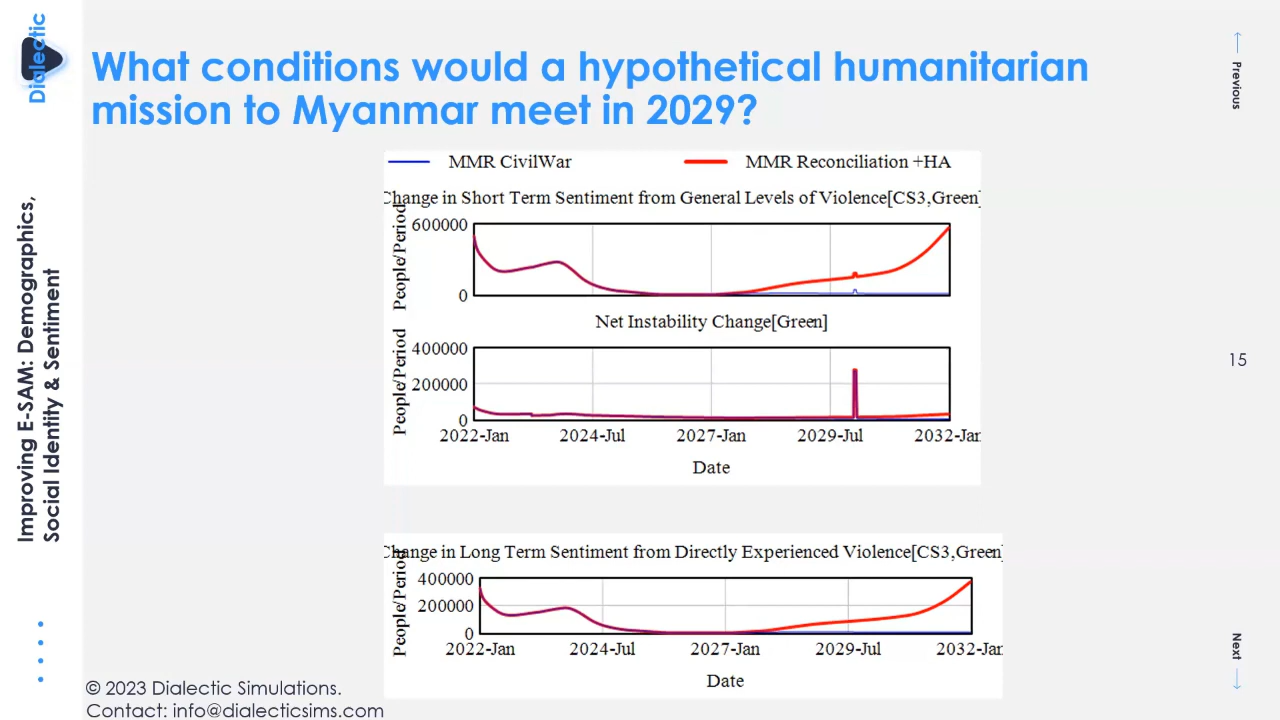 Dialectic
What conditions would a hypothetical humanitarian
mission to Myanmar meet in 2029?
Previous
Improving E-SAM: Demographics,
Social Identity & Sentiment
MMR CivilWar
MMR Reconciliation +HA
Change in Short Term Sentiment from General Levels of Violence[CS3,Green]
People/Period
600000
0
Net Instability Change[Green]
People/Period
400000
200000
0
2022-Jan 2024-Jul 2027-Jan 2029-Jul 2032-Jan
Date
15
Change in Long Term Sentiment from Directly Experienced Violence[CS3,Green]
People/Period
400000
200000
0
2022-Jan 2024-Jul 2027-Jan 2029-Jul 2032-Jan
Date
Next
© 2023 Dialectic Simulations.
Contact: info@dialecticsims.com